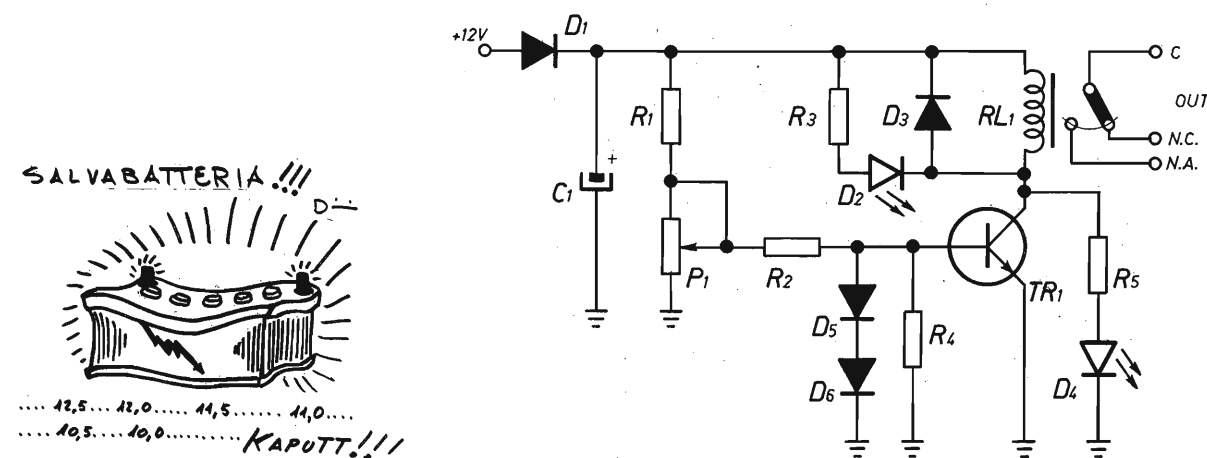 SALVABATTERIA !!!
.... 12,5... 12,0..... 11,5...... 11,0....
.... 10,5... 10,0......... KAPUTT!!!
+12V
D1
C1
R1
P1
R2
R3
D2
D3
RL1
C
OUT
N.C.
N.A.
D5
D6
R4
TR1
R5
D4